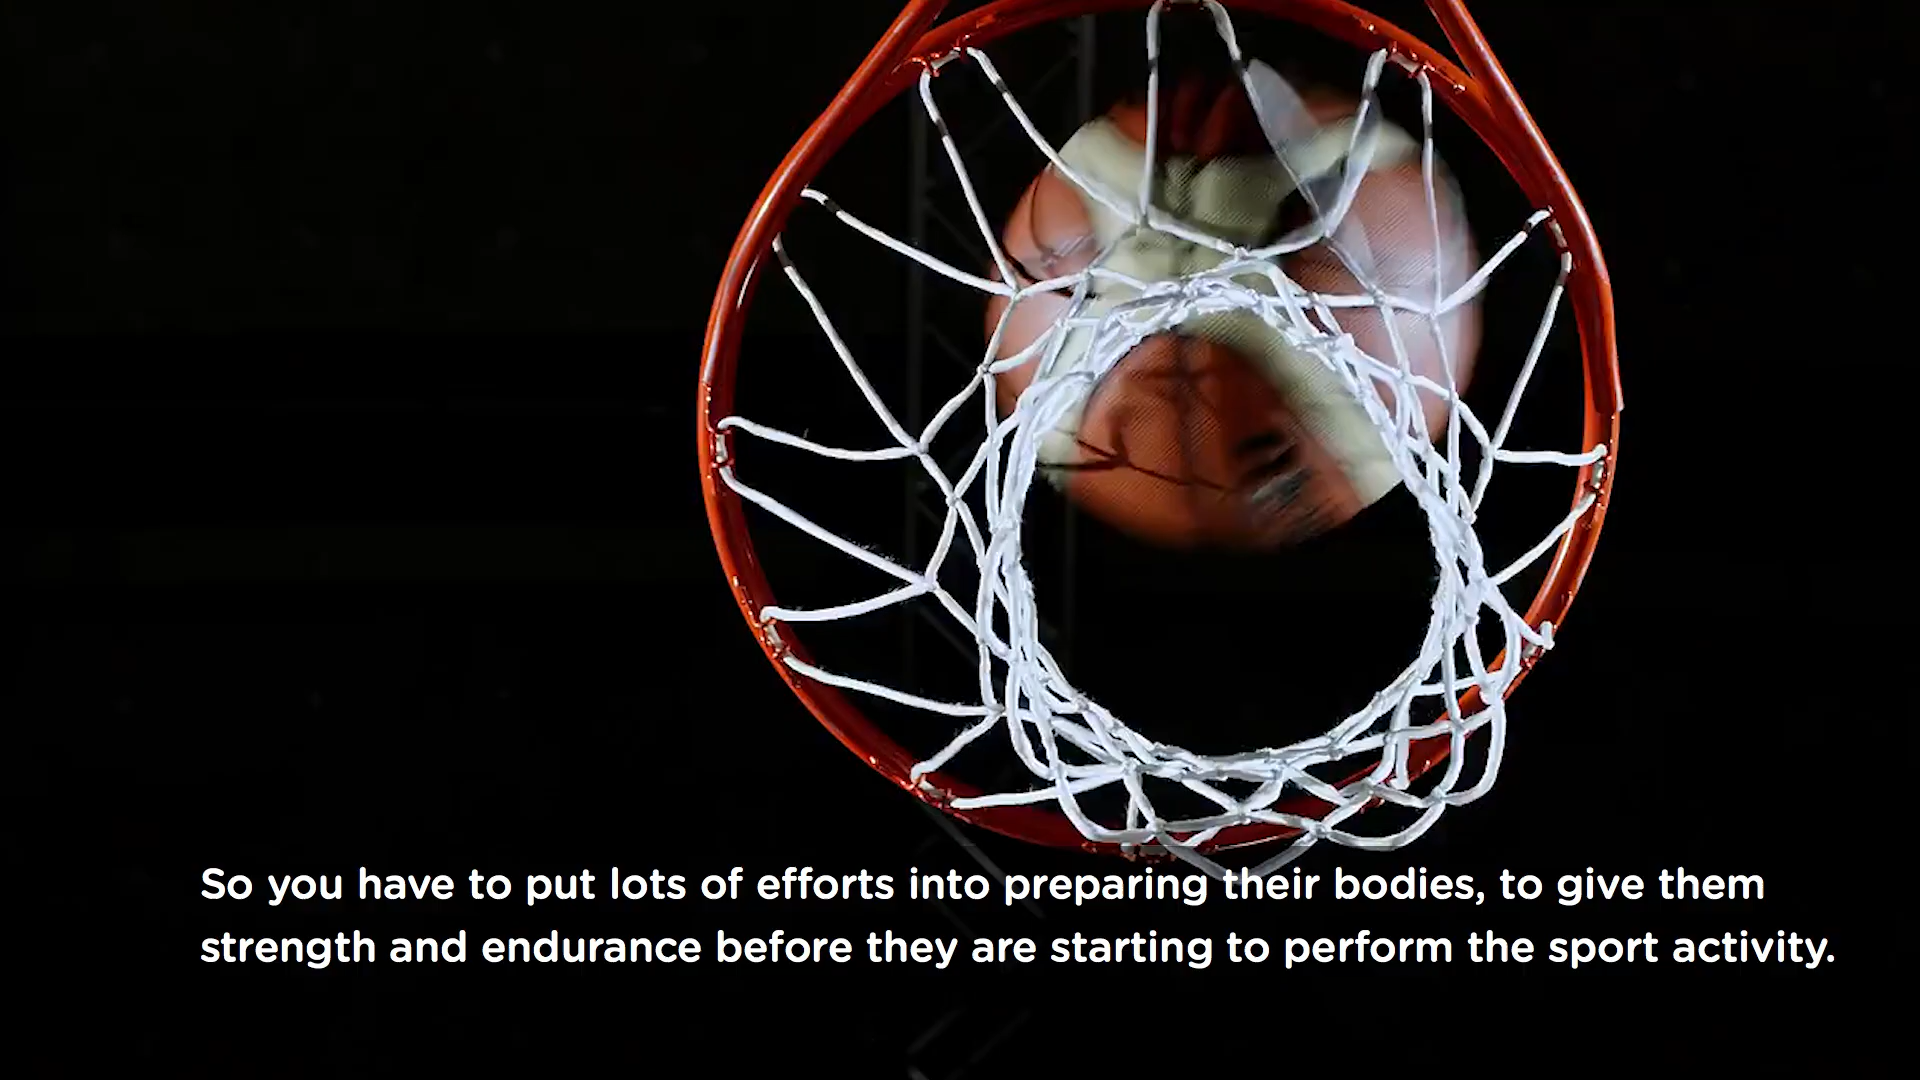 So you have to put lots of efforts into preparing their bodies, to give them
strength and endurance before they are starting to perform the sport activity.